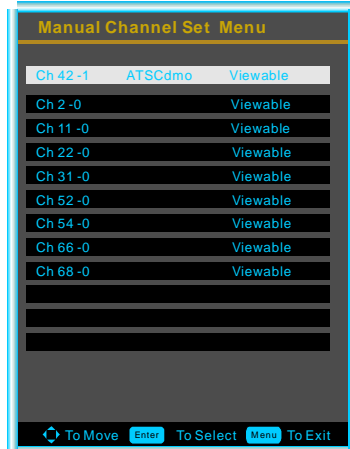 Manual Channel Set Menu
Ch 42 -1 ATSCdmo Viewable
Ch 2 -0 Viewable
Ch 11 -0 Viewable
Ch 22 -0 Viewable
Ch 31 -0 Viewable
Ch 52 -0 Viewable
Ch 54 -0 Viewable
Ch 66 -0 Viewable
Ch 68 -0 Viewable
To Move Enter To Select Menu To Exit